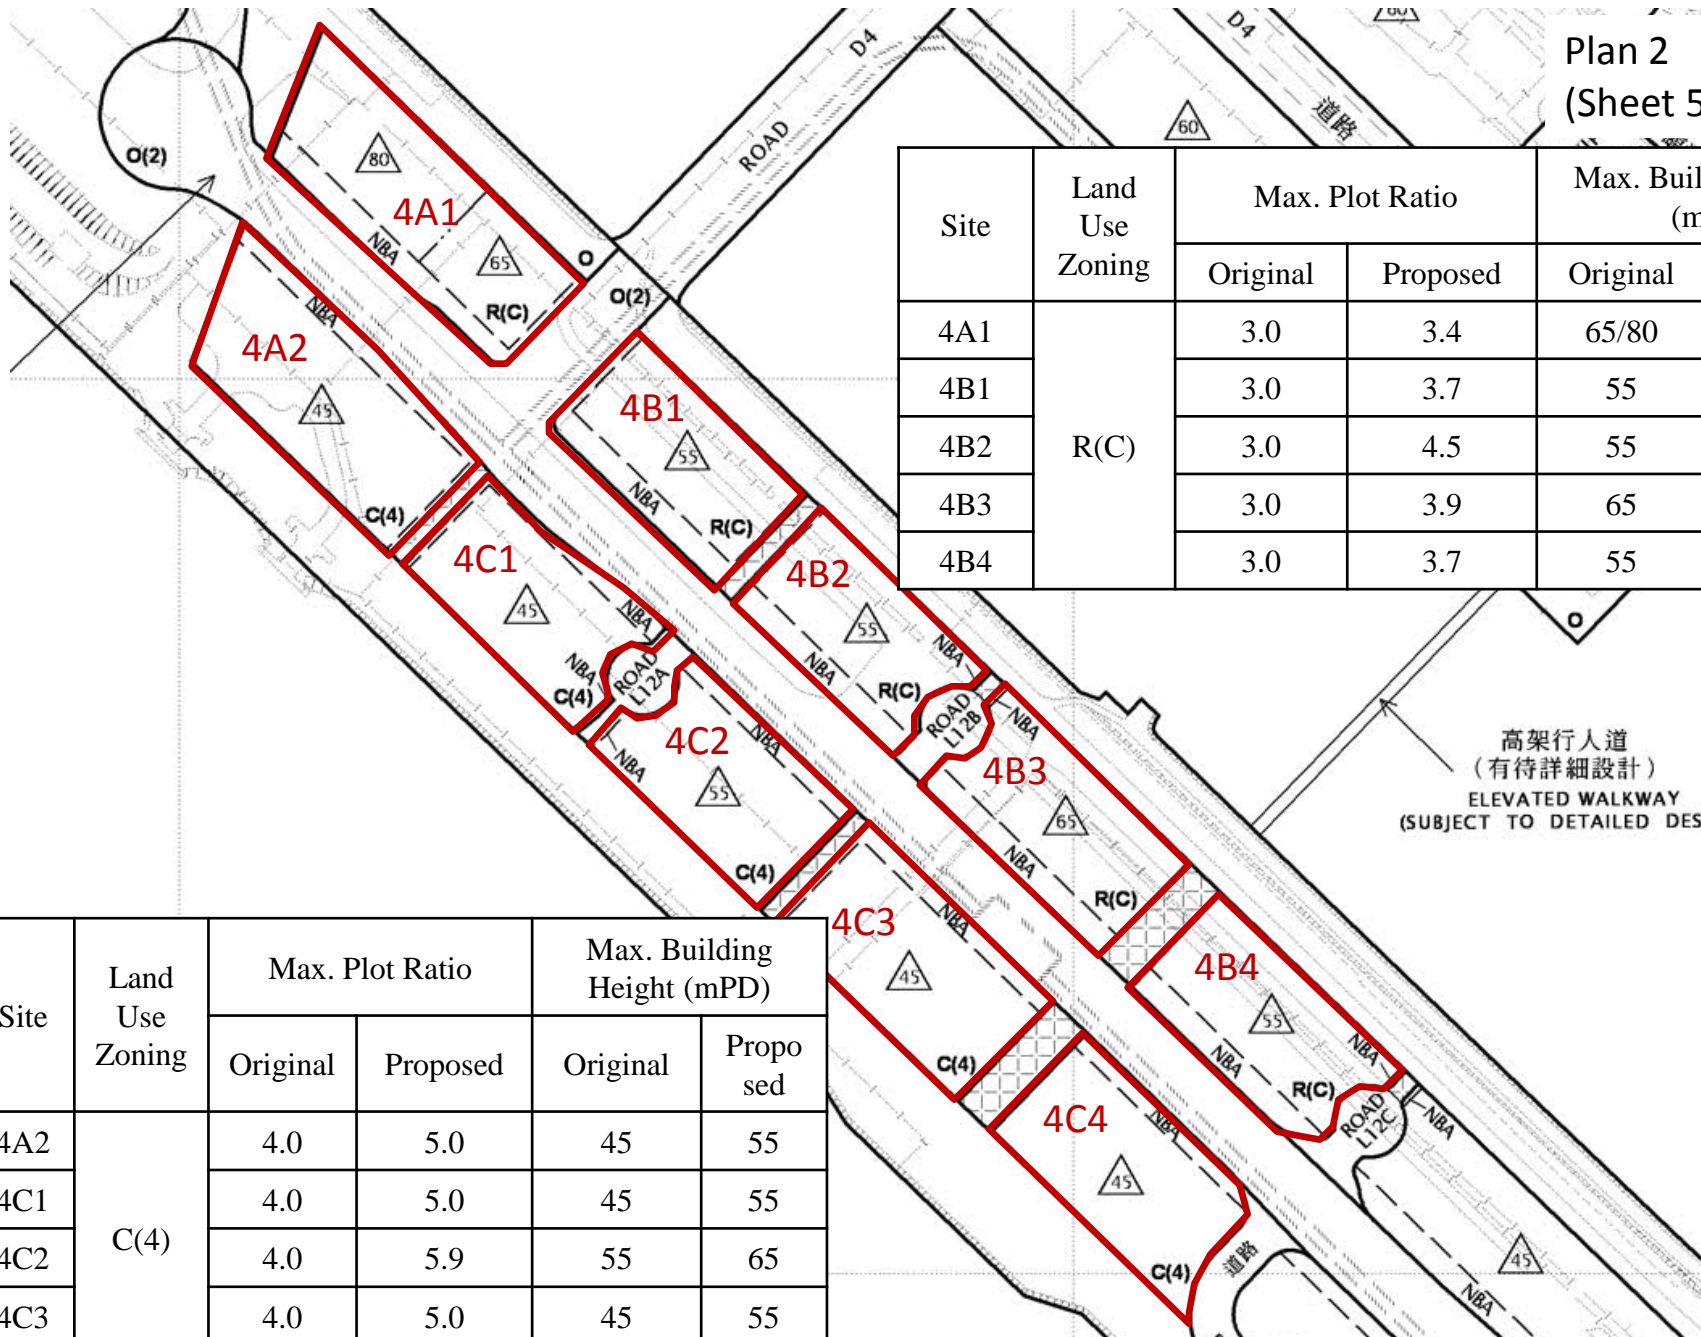 Plan 2
(Sheet 5
D4
D4
道路
60
60
ROAD
O(2)
80
4A1
NBA
65
O
R(C)
O(2)
NBA
4A2
45
C(4)
4B1
55
NBA
R(C)
4C1
45
NBA
NBA
C(4)
ROAD
L12A
4B2
55
NBA
NBA
R(C)
ROAD
L12B
NBA
4C2
NBA
NBA
55
C(4)
4B3
65
NBA
R(C)
O
高架行人道
(有待詳細設計)
ELEVATED WALKWAY
(SUBJECT TO DETAILED DES
4C3
NBA
45
C(4)
4B4
55
NBA
NBA
R(C)
ROAD
L12C
NBA
4C4
NBA
45
C(4)
道路
45
NBA
Site
Land
Use
Zoning
Max. Plot Ratio
Max. Buil
(m
Original Proposed Original
4A1 3.0 3.4 65/80
4B1 3.0 3.7 55
4B2 R(C) 3.0 4.5 55
4B3 3.0 3.9 65
4B4 3.0 3.7 55
Site
Land
Use
Zoning
Max. Plot Ratio
Max. Building
Height (mPD)
Original Proposed Original Propo
sed
4A2 4.0 5.0 45 55
4C1 4.0 5.0 45 55
C(4)
4C2 4.0 5.9 55 65
4C3 4.0 5.0 45 55